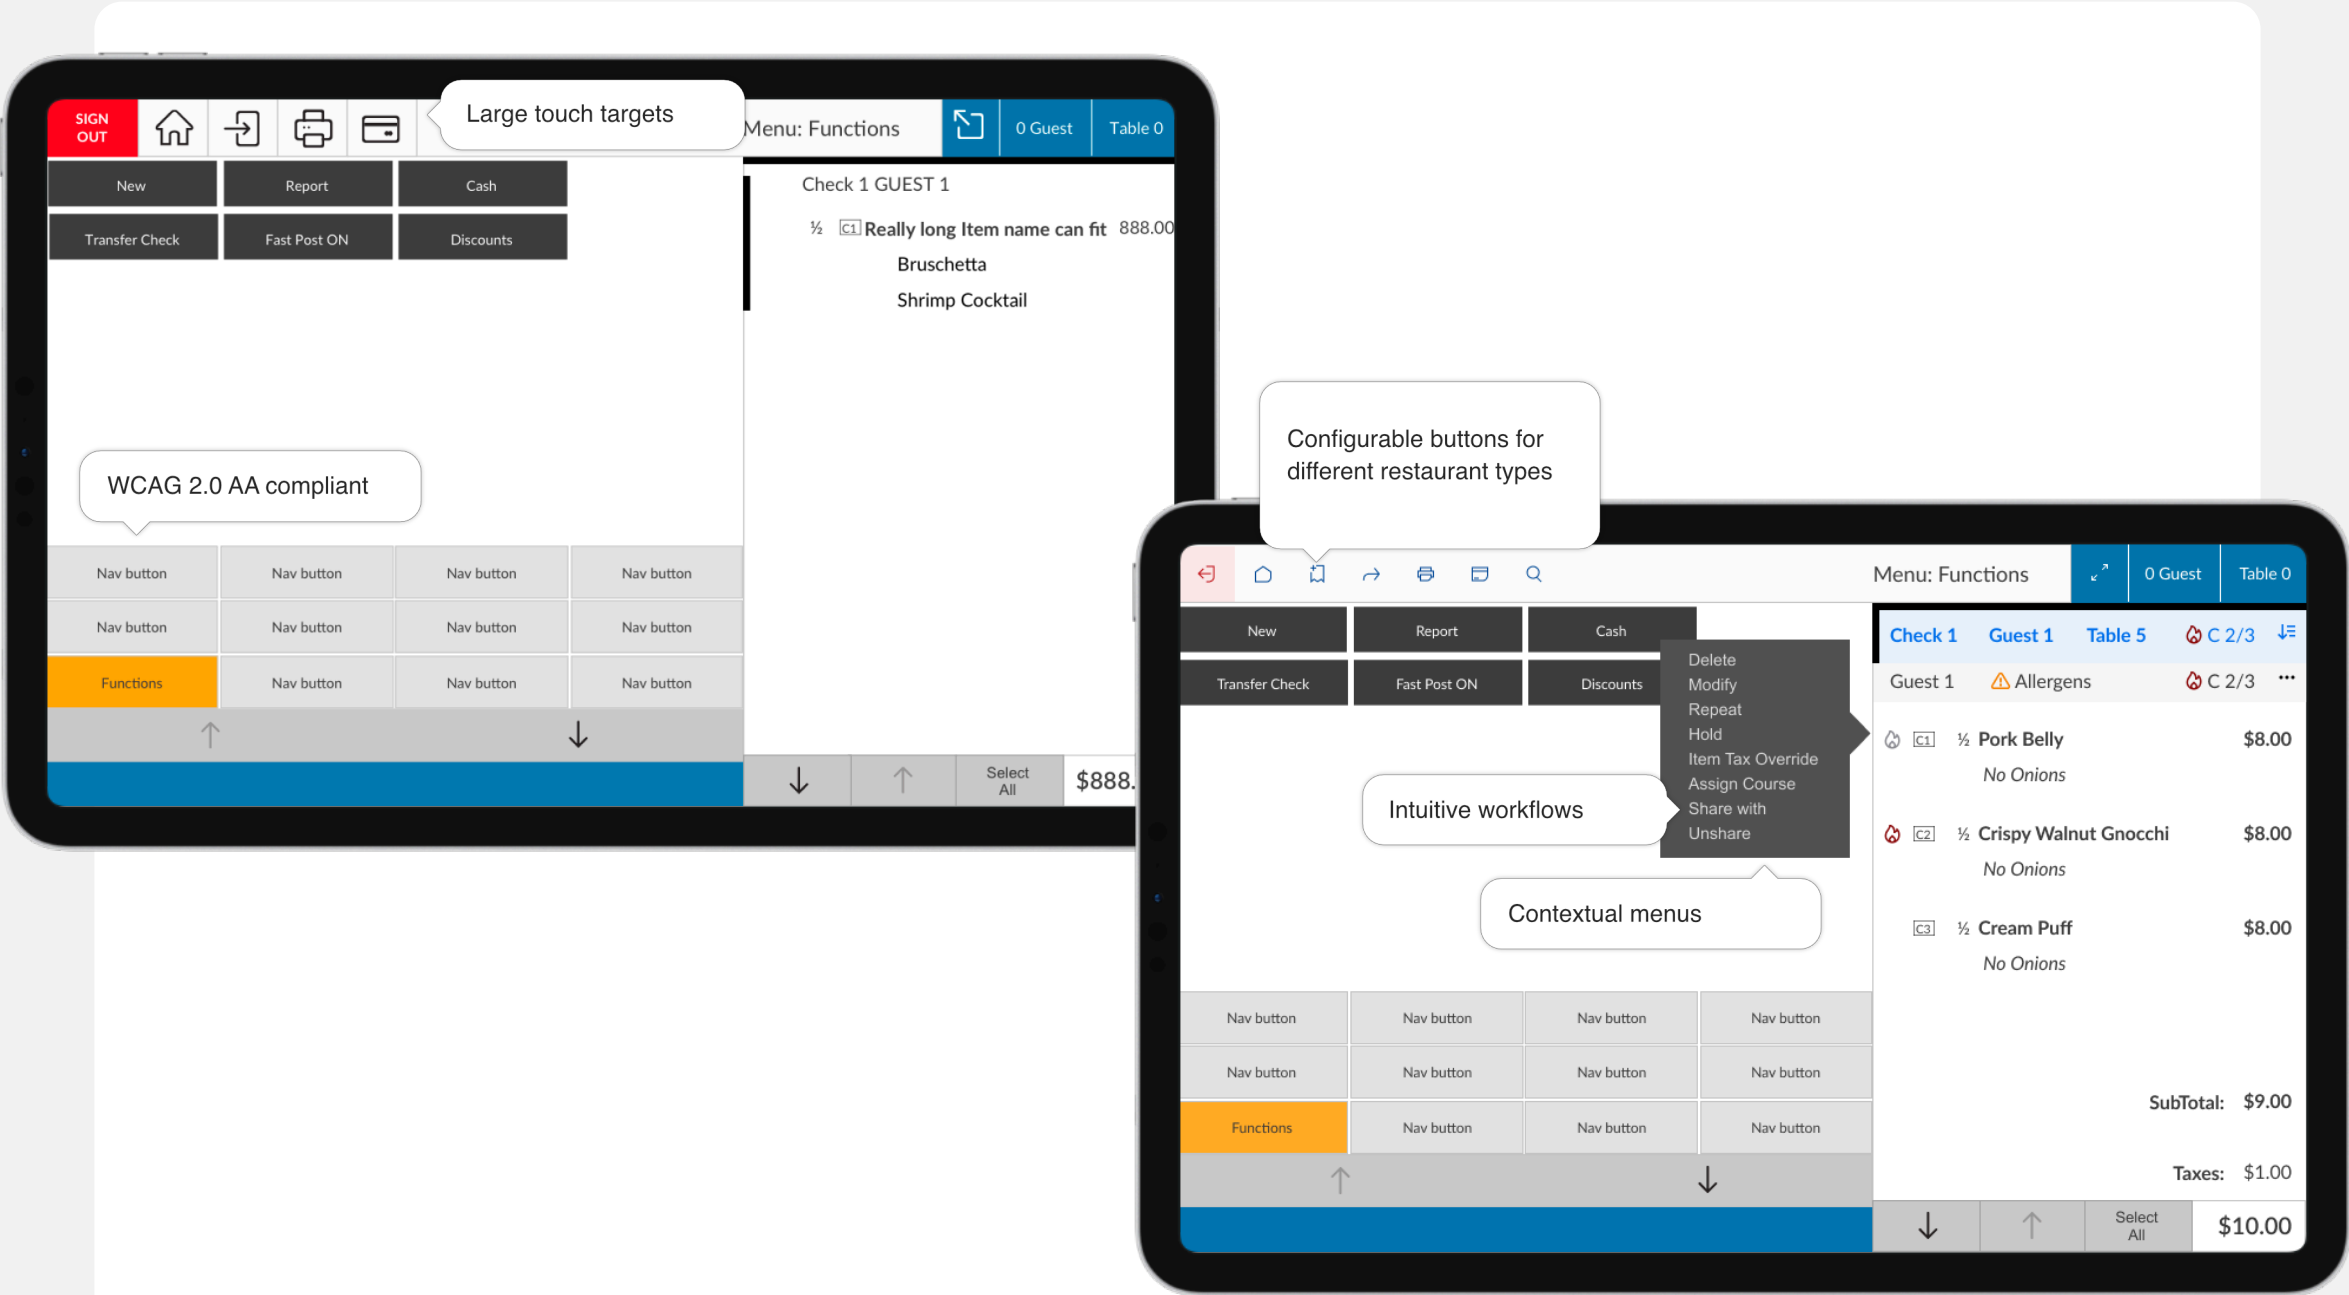 SIGN
OUT
Large touch targets
Menu: Functions
0 Guest
Table 0
New
Report
Cash
Transfer Check
Fast Post ON
Discounts
Check 1 GUEST 1
½ C1 Really long Item name can fit 888.00
Bruschetta
Shrimp Cocktail
WCAG 2.0 AA compliant
Nav button
Nav button
Nav button
Nav button
Nav button
Nav button
Nav button
Nav button
Functions
Nav button
Nav button
Nav button
Select
All
$888.
Configurable buttons for
different restaurant types
Menu: Functions
0 Guest
Table 0
New
Report
Cash
Transfer Check
Fast Post ON
Discounts
Delete
Modify
Repeat
Hold
Item Tax Override
Assign Course
Share with
Unshare
Intuitive workflows
Contextual menus
Check 1 Guest 1 Table 5 C 2/3
Guest 1 Allergens C 2/3 •••
C1 ½ Pork Belly $8.00
No Onions
C2 ½ Crispy Walnut Gnocchi $8.00
No Onions
C3 ½ Cream Puff $8.00
No Onions
Nav button
Nav button
Nav button
Nav button
Nav button
Nav button
Nav button
Nav button
Functions
Nav button
Nav button
Nav button
SubTotal: $9.00
Taxes: $1.00
Select
All
$10.00